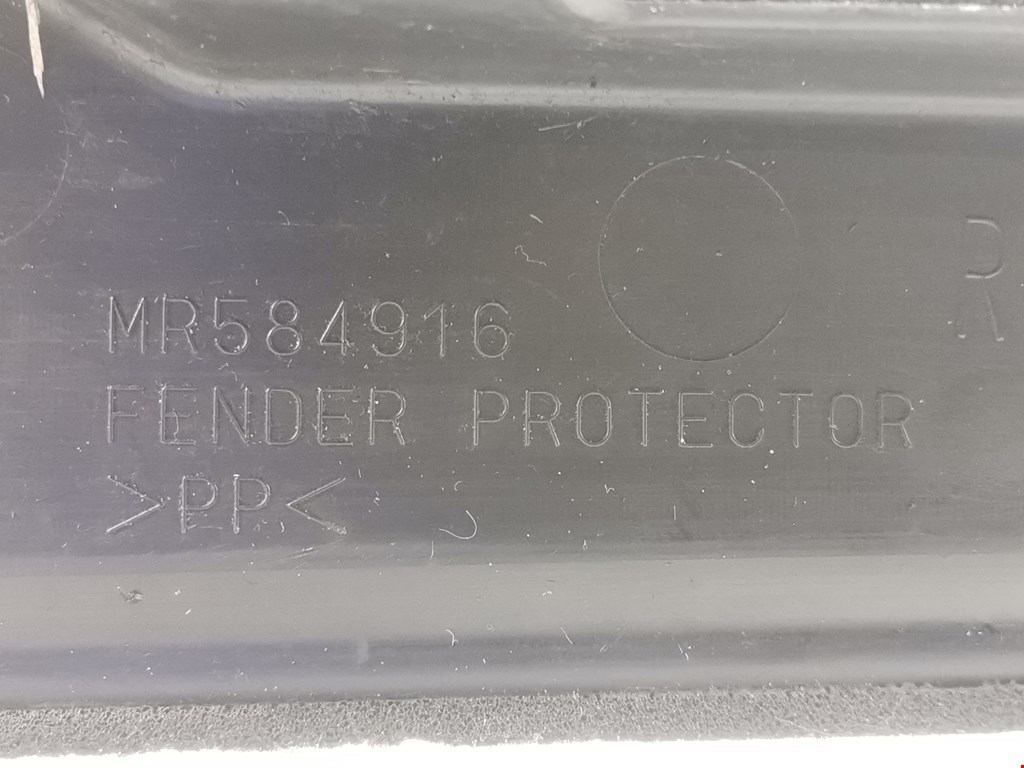 MR584916
FENDER PROTECTOR
>PP<